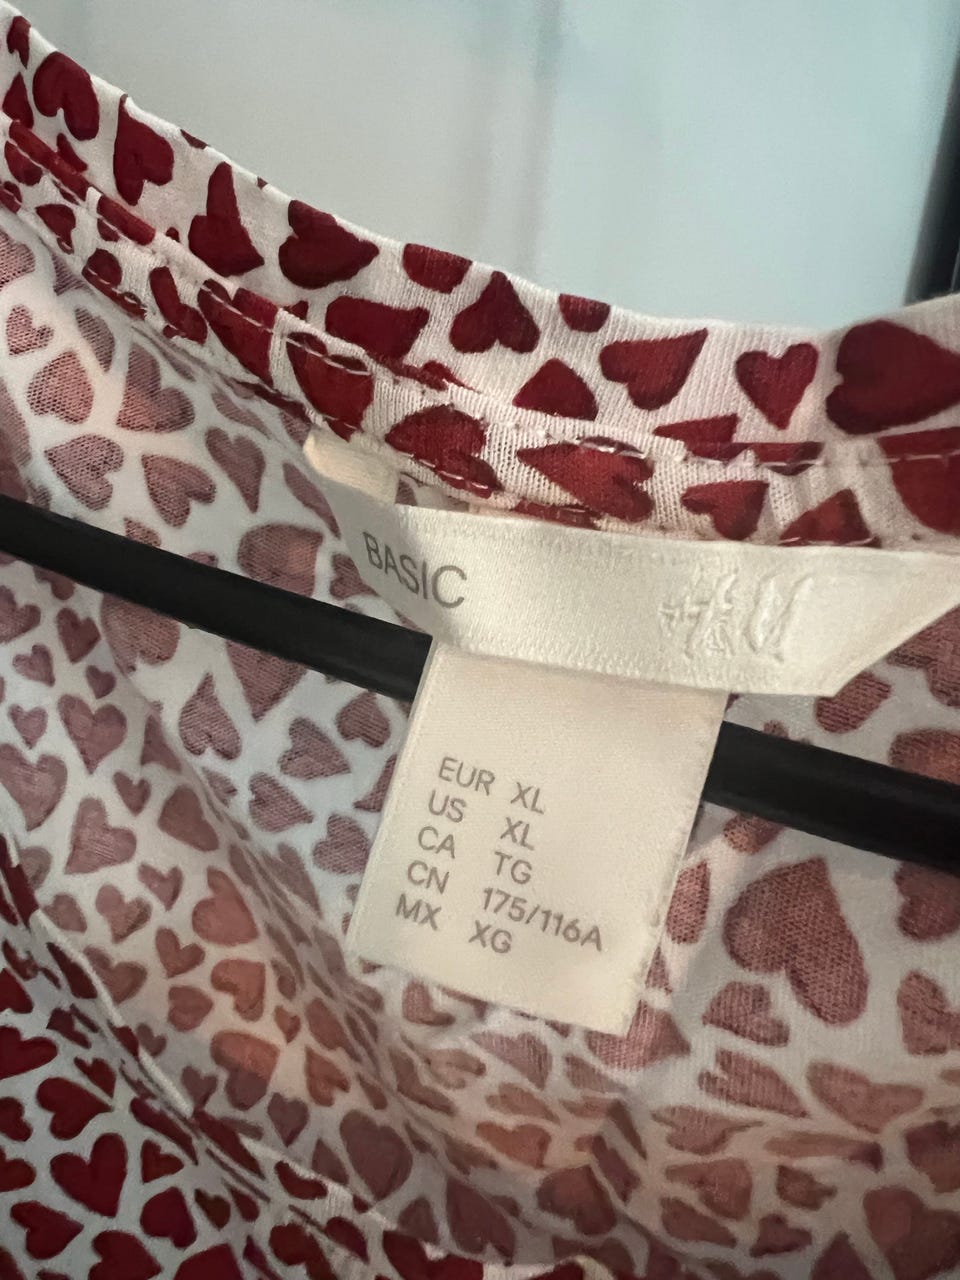 BASIC H&M
EUR XL
US XL
CA TG
CN 175/116A
MX XG